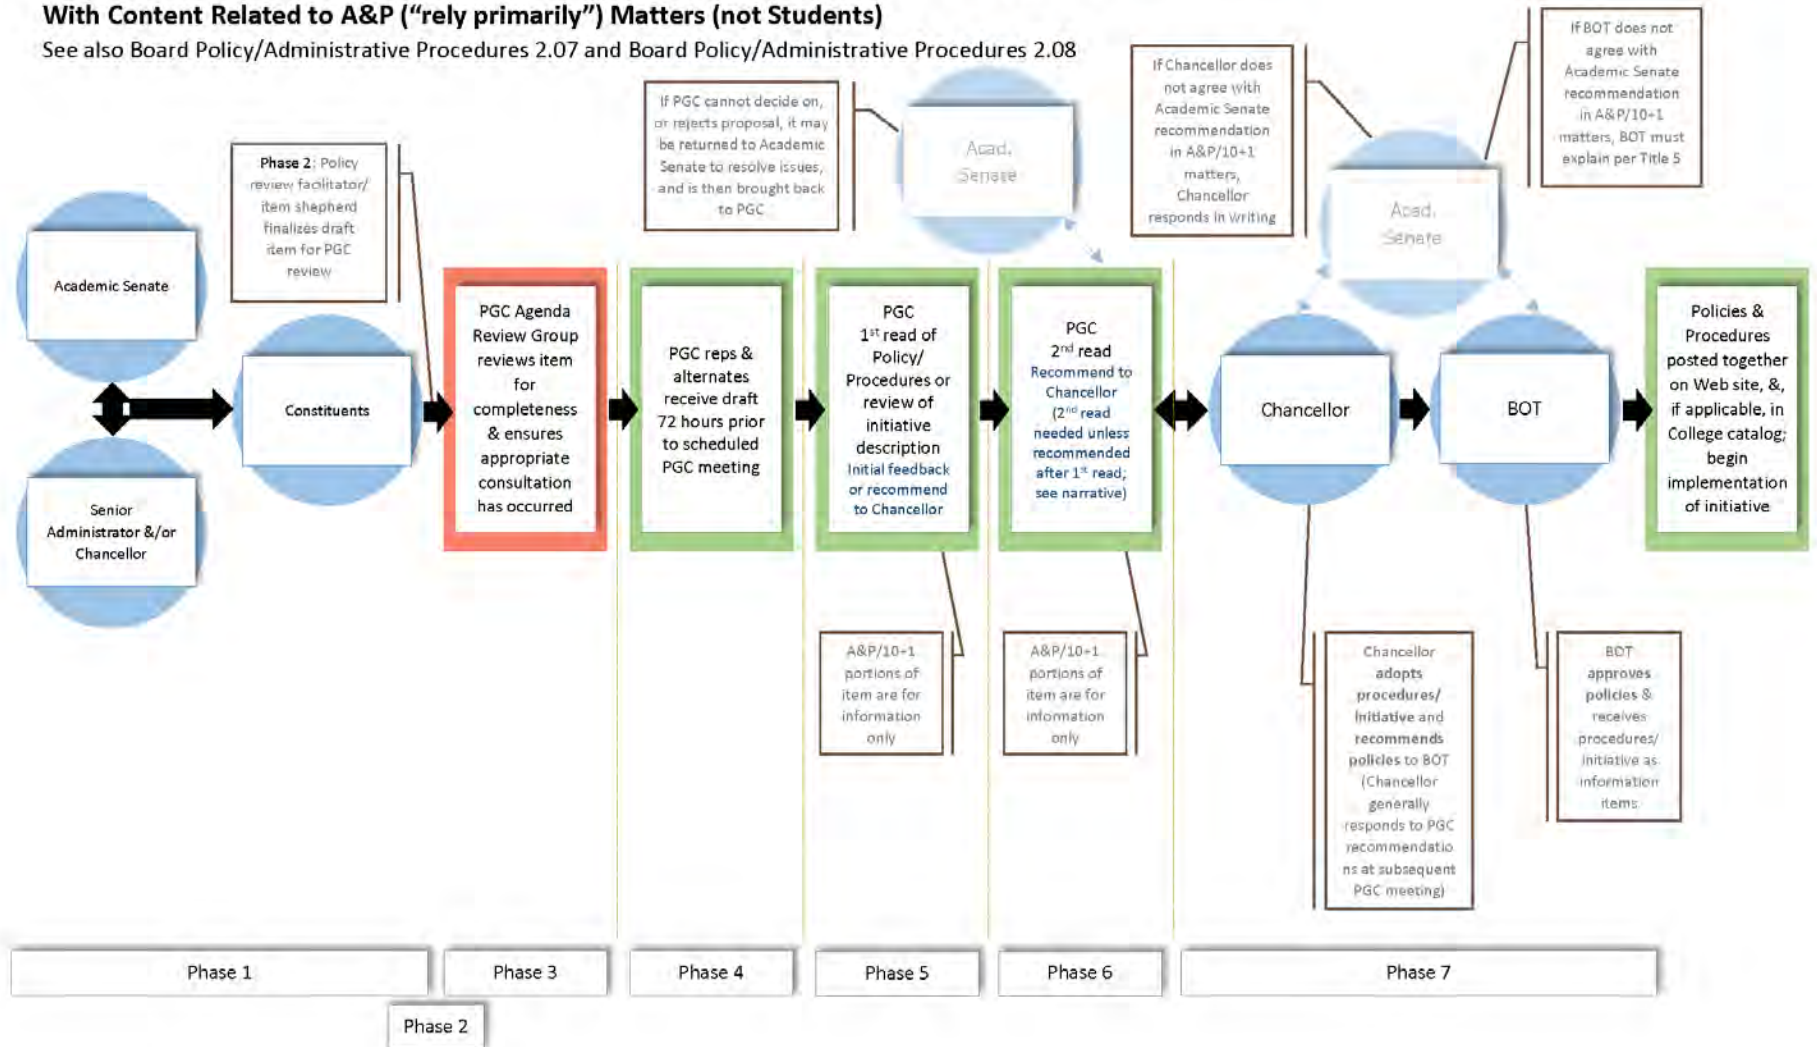 With Content Related to A&P (“rely primarily”) Matters (not Students)
See also Board Policy/Administrative Procedures 2.07 and Board Policy/Administrative Procedures 2.08
Academic Senate
Senior
Administrator &/or
Chancellor
Phase 2: Policy
review facilitator/
item shepherd
finalizes draft
item for PGC
review
Constituents
PGC Agenda
Review Group
reviews item
for
completeness
& ensures
appropriate
consultation
has occurred
PGC reps &
alternates
receive draft
72 hours prior
to scheduled
PGC meeting
If PGC cannot decide on,
or rejects proposal, it may
be returned to Academic
Senate to resolve issues,
and is then brought back
to PGC
Acad.
Senate
PGC
1st read of
Policy/
Procedures or
review of
initiative
description
Initial feedback
or recommend
to Chancellor
A&P/10+1
portions of
item are for
information
only
PGC
2nd read
Recommend to
Chancellor
(2nd read
needed unless
recommended
after 1st read;
see narrative)
A&P/10+1
portions of
item are for
information
only
If Chancellor does
not agree with
Academic Senate
recommendation
in A&P/10+1
matters,
Chancellor
responds in writing
Acad.
Senate
If BOT does not
agree with
Academic Senate
recommendation
in A&P/10+1
matters, BOT must
explain per Title 5
Chancellor
Chancellor
adopts
procedures/
initiative and
recommends
policies to BOT
(Chancellor
generally
responds to PGC
recommendatio
ns at subsequent
PGC meeting)
BOT
BOT
approves
policies &
receives
procedures/
initiative as
information
items
Policies &
Procedures
posted together
on Web site, &,
if applicable, in
College catalog;
begin
implementation
of initiative
Phase 1
Phase 2
Phase 3
Phase 4
Phase 5
Phase 6
Phase 7